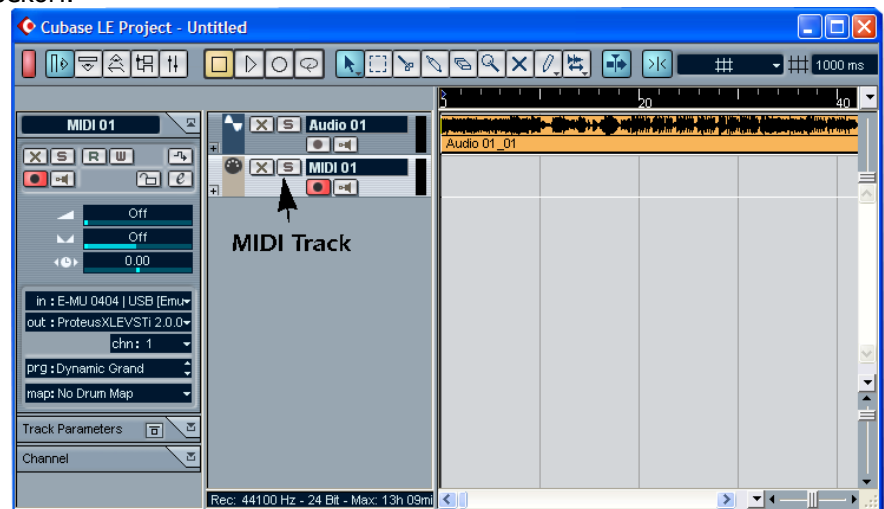 Cubase LE Project - Untitled
1000 ms
20 40
MIDI 01
X S R W
e
Off
Off
0.00
in : E-MU 0404 | USB [Emu
out : ProteusXLEVSTi 2.0.0
chn: 1
prg : Dynamic Grand
map: No Drum Map
Track Parameters
Channel
X S Audio 01
X S MIDI 01
MIDI Track
Audio 01_01
Rec: 44100 Hz - 24 Bit - Max: 13h 09mi